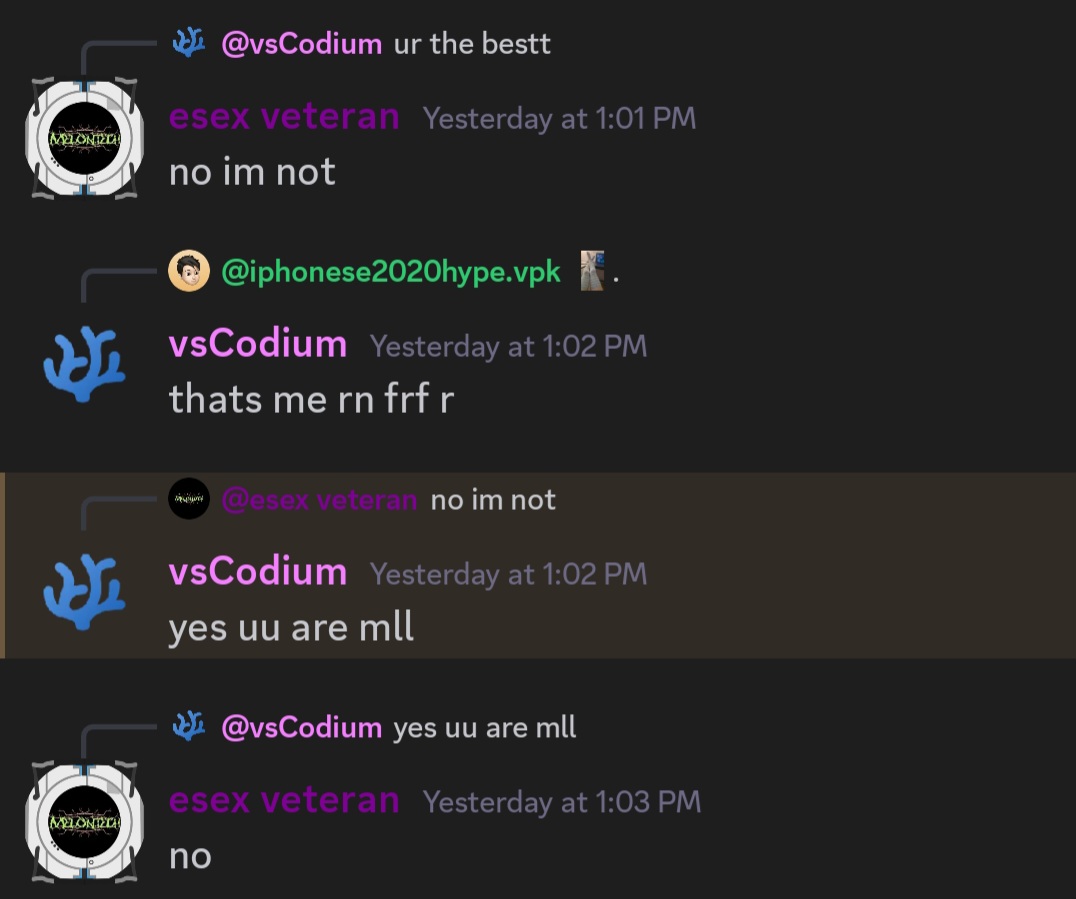 @vsCodium ur the bestt
esex veteran Yesterday at 1:01 PM
no im not
@iphonese2020hype.vpk .
vsCodium Yesterday at 1:02 PM
thats me rn frf r
@esex veteran no im not
vsCodium Yesterday at 1:02 PM
yes uu are mll
@vsCodium yes uu are mll
esex veteran Yesterday at 1:03 PM
no